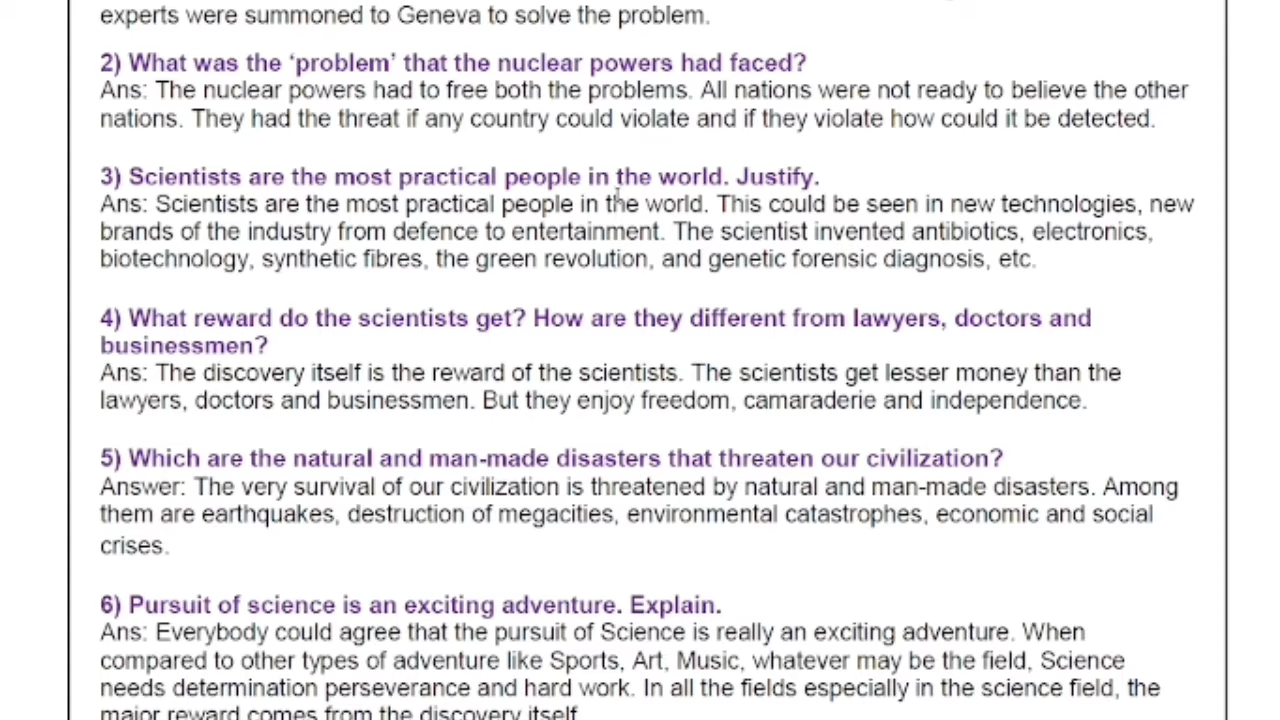 experts were summoned to Geneva to solve the problem.
2) What was the ‘problem’ that the nuclear powers had faced?
Ans: The nuclear powers had to free both the problems. All nations were not ready to believe the other
nations. They had the threat if any country could violate and if they violate how could it be detected.
3) Scientists are the most practical people in the world. Justify.
Ans: Scientists are the most practical people in the world. This could be seen in new technologies, new
brands of the industry from defence to entertainment. The scientist invented antibiotics, electronics,
biotechnology, synthetic fibres, the green revolution, and genetic forensic diagnosis, etc.
4) What reward do the scientists get? How are they different from lawyers, doctors and
businessmen?
Ans: The discovery itself is the reward of the scientists. The scientists get lesser money than the
lawyers, doctors and businessmen. But they enjoy freedom, camaraderie and independence.
5) Which are the natural and man-made disasters that threaten our civilization?
Answer: The very survival of our civilization is threatened by natural and man-made disasters. Among
them are earthquakes, destruction of megacities, environmental catastrophes, economic and social
crises.
6) Pursuit of science is an exciting adventure. Explain.
Ans: Everybody could agree that the pursuit of Science is really an exciting adventure. When
compared to other types of adventure like Sports, Art, Music, whatever may be the field, Science
needs determination perseverance and hard work. In all the fields especially in the science field, the
major reward comes from the discovery itself